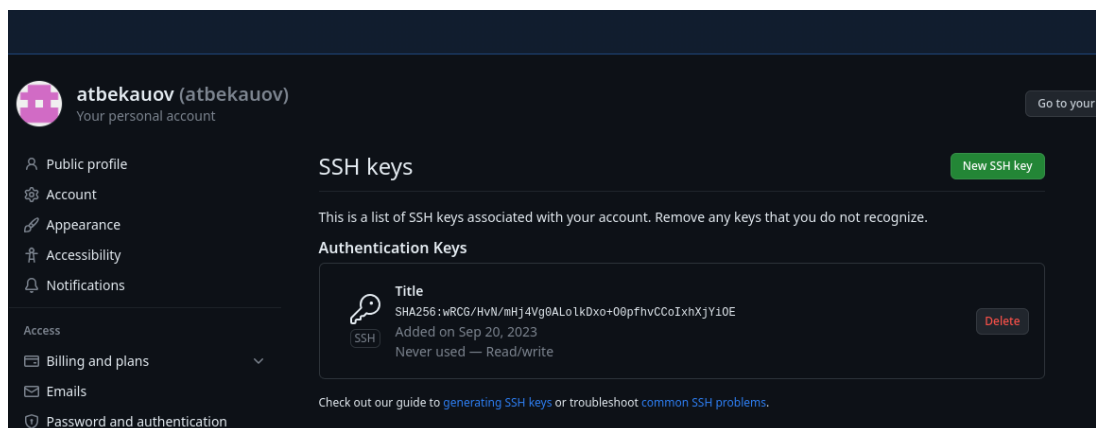 atbekauov (atbekauov)
Your personal account
Go to your
Public profile
Account
Appearance
Accessibility
Notifications
Access
Billing and plans
Emails
Password and authentication
SSH keys
New SSH key
This is a list of SSH keys associated with your account. Remove any keys that you do not recognize.
Authentication Keys
Title
SHA256:wRCG/HvN/mHj4Vg0ALolkDxo+O0pfhvCCoIxhXjYiOE
Added on Sep 20, 2023
Never used — Read/write
SSH
Delete
Check out our guide to generating SSH keys or troubleshoot common SSH problems.